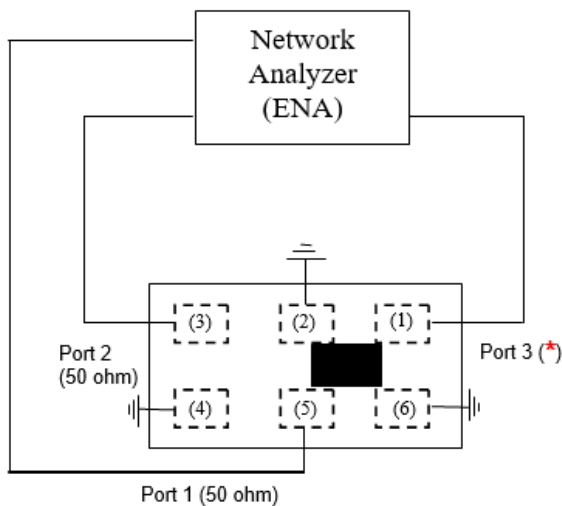 Network
Analyzer
(ENA)
(3)
(2)
(1)
Port 2
(50 ohm)
Port 3 (*)
(4)
(5)
(6)
Port 1 (50 ohm)